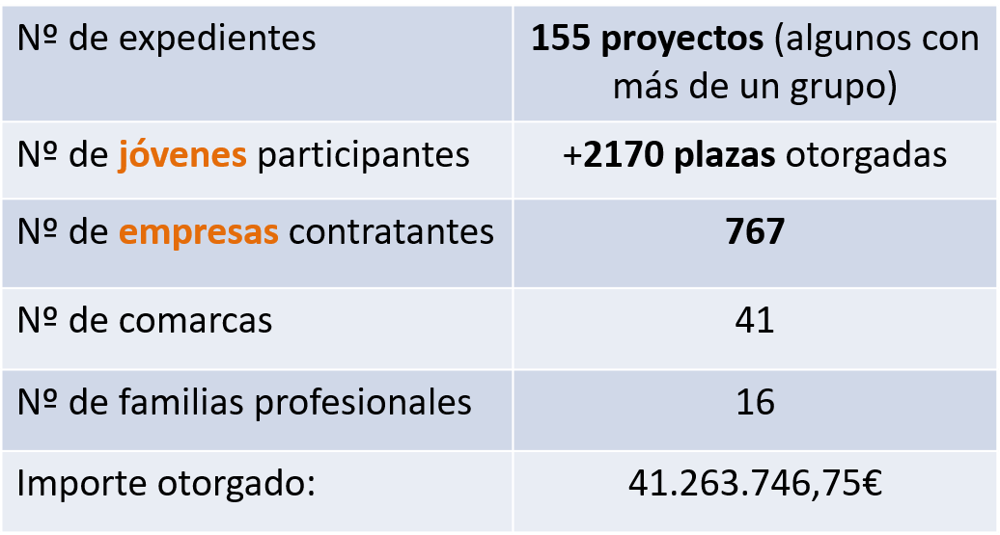 Nº de expedientes
155 proyectos (algunos con
más de un grupo)
Nº de jóvenes participantes
+2170 plazas otorgadas
Nº de empresas contratantes
767
Nº de comarcas
41
Nº de familias profesionales
16
Importe otorgado:
41.263.746,75€